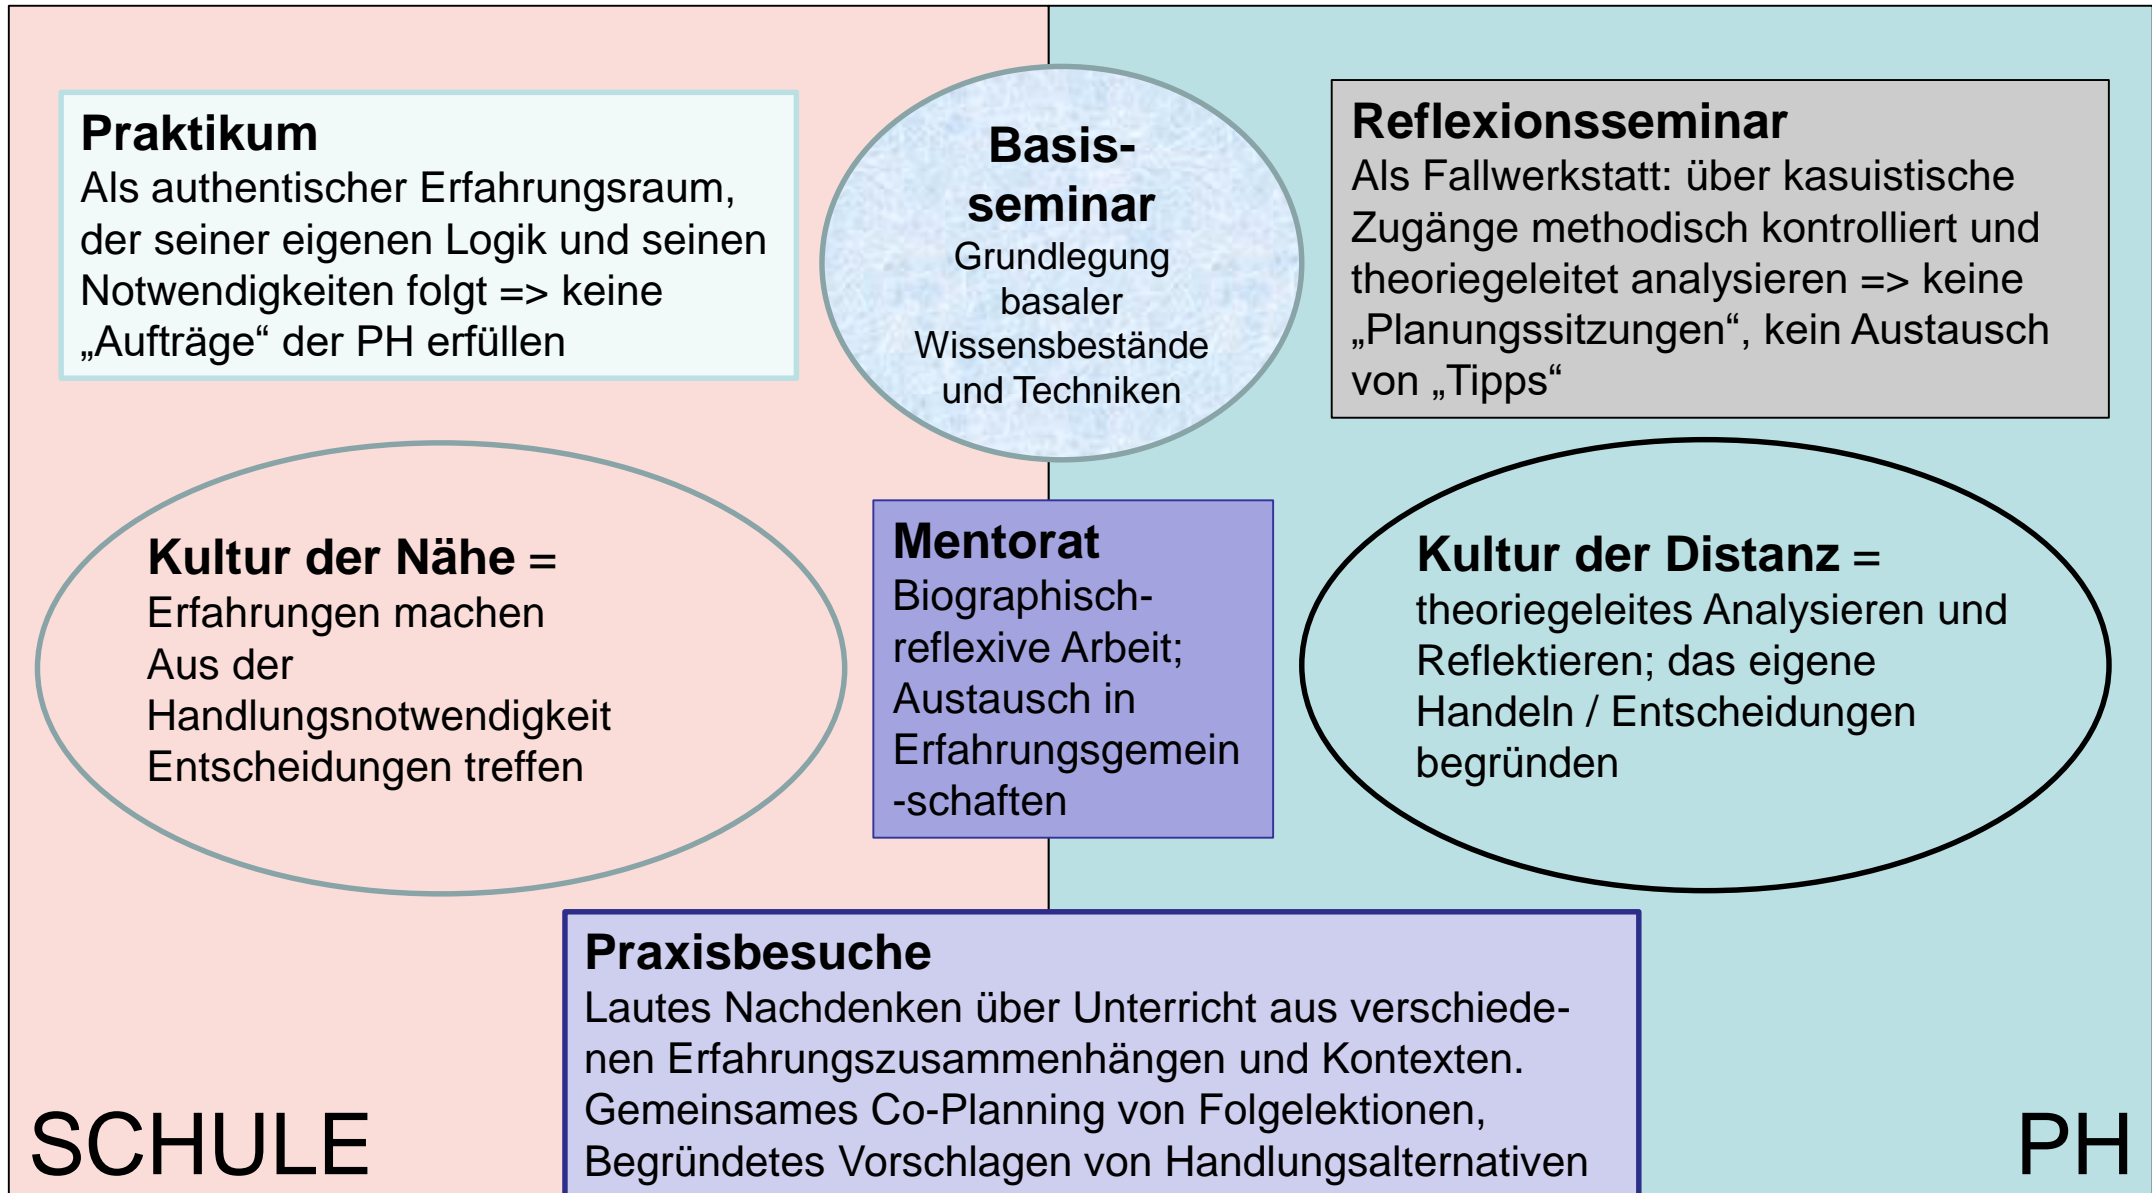 Praktikum
Als authentischer Erfahrungsraum,
der seiner eigenen Logik und seinen
Notwendigkeiten folgt => keine
„Aufträge“ der PH erfüllen
Basis-
seminar
Grundlegung
basaler
Wissensbestände
und Techniken
Reflexionsseminar
Als Fallwerkstatt: über kasuistische
Zugänge methodisch kontrolliert und
theoriegeleitet analysieren => keine
„Planungssitzungen“, kein Austausch
von „Tipps“
Kultur der Nähe =
Erfahrungen machen
Aus der
Handlungsnotwendigkeit
Entscheidungen treffen
Mentorat
Biographisch-
reflexive Arbeit;
Austausch in
Erfahrungsgemein
-schaften
Kultur der Distanz =
theoriegeleites Analysieren und
Reflektieren; das eigene
Handeln / Entscheidungen
begründen
Praxisbesuche
Lautes Nachdenken über Unterricht aus verschiede-
nen Erfahrungszusammenhängen und Kontexten.
Gemeinsames Co-Planning von Folgelektionen,
Begründetes Vorschlagen von Handlungsalternativen
SCHULE
PH